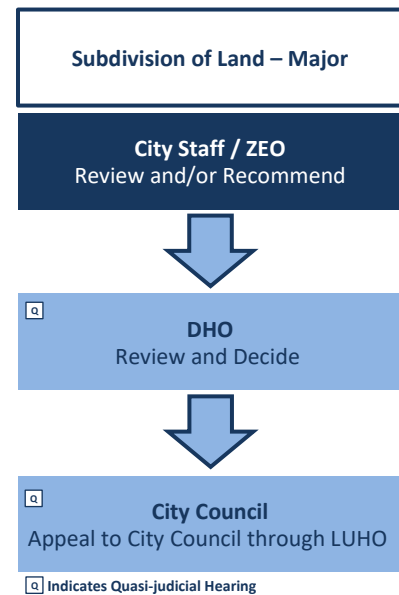 Subdivision of Land – Major
City Staff / ZEO
Review and/or Recommend
Q
DHO
Review and Decide
Q
City Council
Appeal to City Council through LUHO
Q Indicates Quasi-judicial Hearing